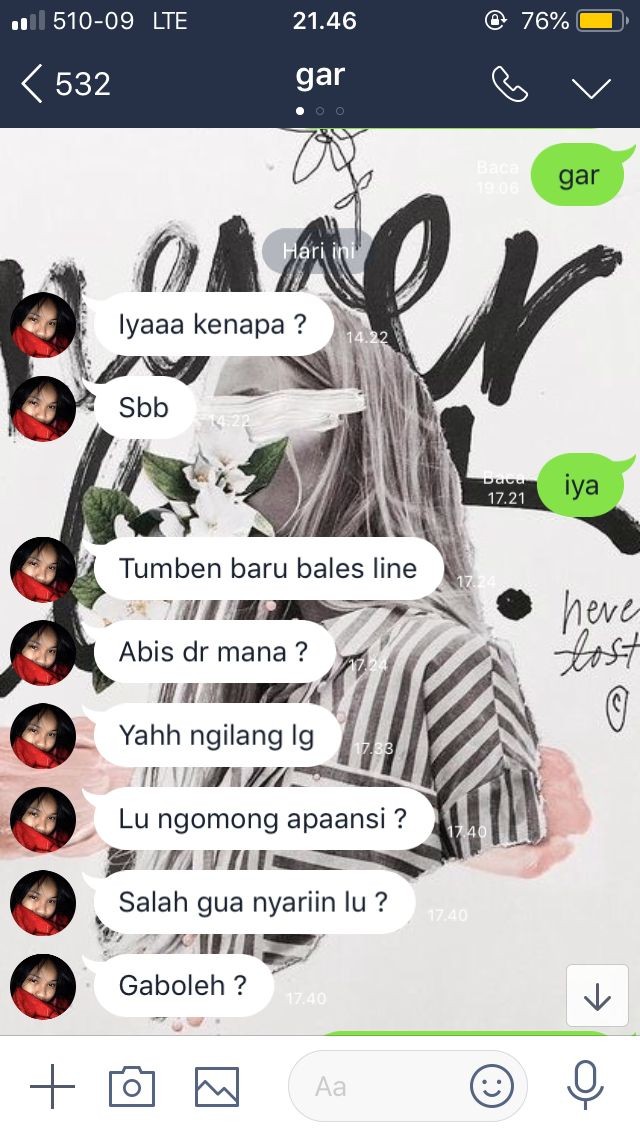 510-09 LTE 21.46 76%
532 gar
Baca
19.06
gar
Hari ini
Iyaaa kenapa ?
14.22
Sbb
14.22
Baca
17.21
iya
Tumben baru bales line
17.24
Abis dr mana ?
17.24
Yahh ngilang lg
17.33
Lu ngomong apaansi ?
17.40
Salah gua nyariin lu ?
17.40
Gaboleh ?
17.40
never
lost
Aa